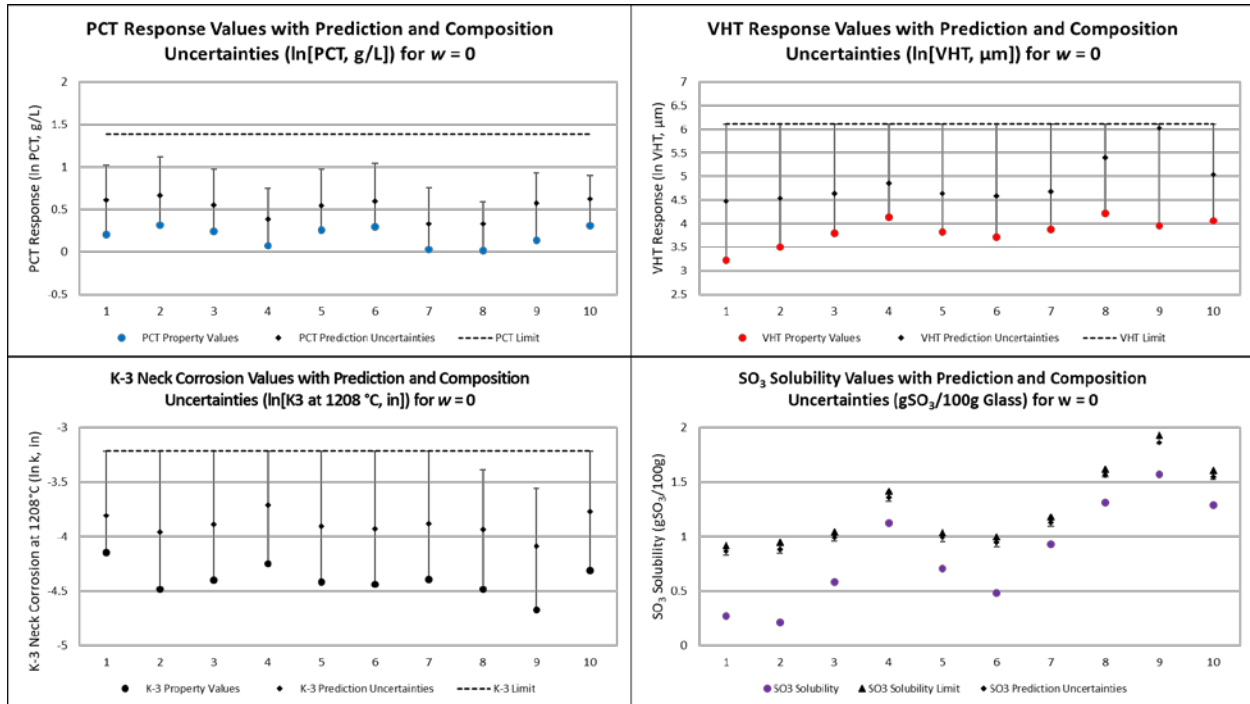 PCT Response Values with Prediction and Composition
Uncertainties (ln[PCT, g/L]) for w = 0
PCT Response (ln PCT, g/L)
2
1.5
1
0.5
0
-0.5
1 2 3 4 5 6 7 8 9 10
PCT Property Values
PCT Prediction Uncertainties
PCT Limit
VHT Response Values with Prediction and Composition
Uncertainties (ln[VHT, µm]) for w = 0
VHT Response (ln VHT, µm)
7
6.5
6
5.5
5
4.5
4
3.5
3
2.5
1 2 3 4 5 6 7 8 9 10
VHT Property Values
VHT Prediction Uncertainties
VHT Limit
K-3 Neck Corrosion Values with Prediction and Composition
Uncertainties (ln[K3 at 1208 °C, in]) for w = 0
K-3 Neck Corrosion at 1208°C (ln k, in)
-3
-3.5
-4
-4.5
-5
1 2 3 4 5 6 7 8 9 10
K-3 Property Values
K-3 Prediction Uncertainties
K-3 Limit
SO₃ Solubility Values with Prediction and Composition
Uncertainties (gSO₃/100g Glass) for w = 0
SO₃ Solubility (gSO₃/100g)
2
1.5
1
0.5
0
1 2 3 4 5 6 7 8 9 10
SO3 Solubility
SO3 Solubility Limit
SO3 Prediction Uncertainties